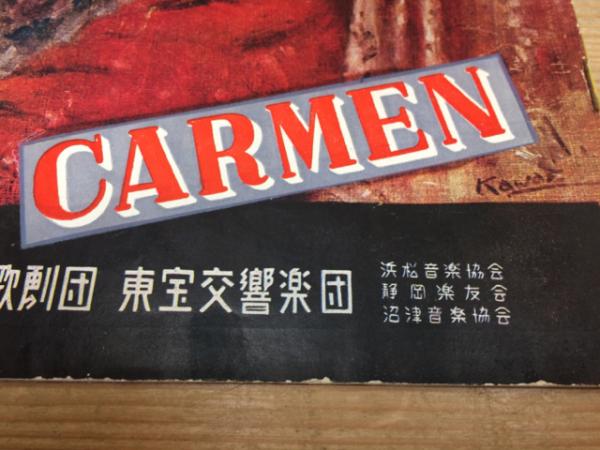 CARMEN
Kawai
歌劇団 東宝交響楽団
浜松音楽協会
静岡楽友会
沼津音楽協会